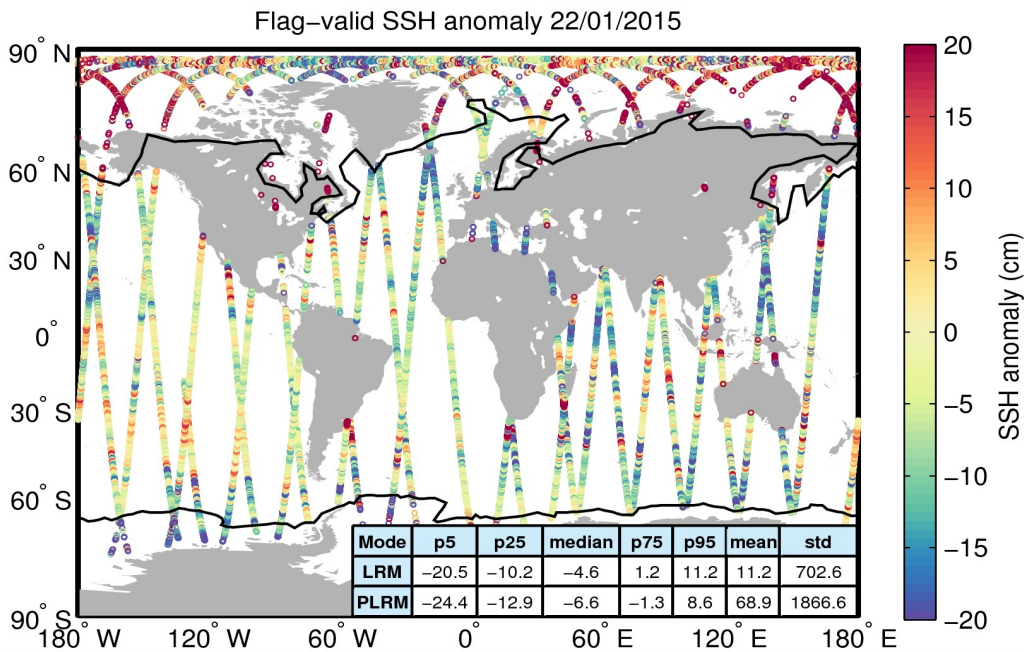 Flag−valid SSH anomaly 22/01/2015
90° N
60° N
30° N
0°
30° S
60° S
90° S
180° W
120° W
60° W
0°
60° E
120° E
180° E
Mode p5 p25 median p75 p95 mean std
LRM −20.5 −10.2 −4.6 1.2 11.2 11.2 702.6
PLRM −24.4 −12.9 −6.6 −1.3 8.6 68.9 1866.6
20
15
10
5
0
−5
−10
−15
−20
SSH anomaly (cm)